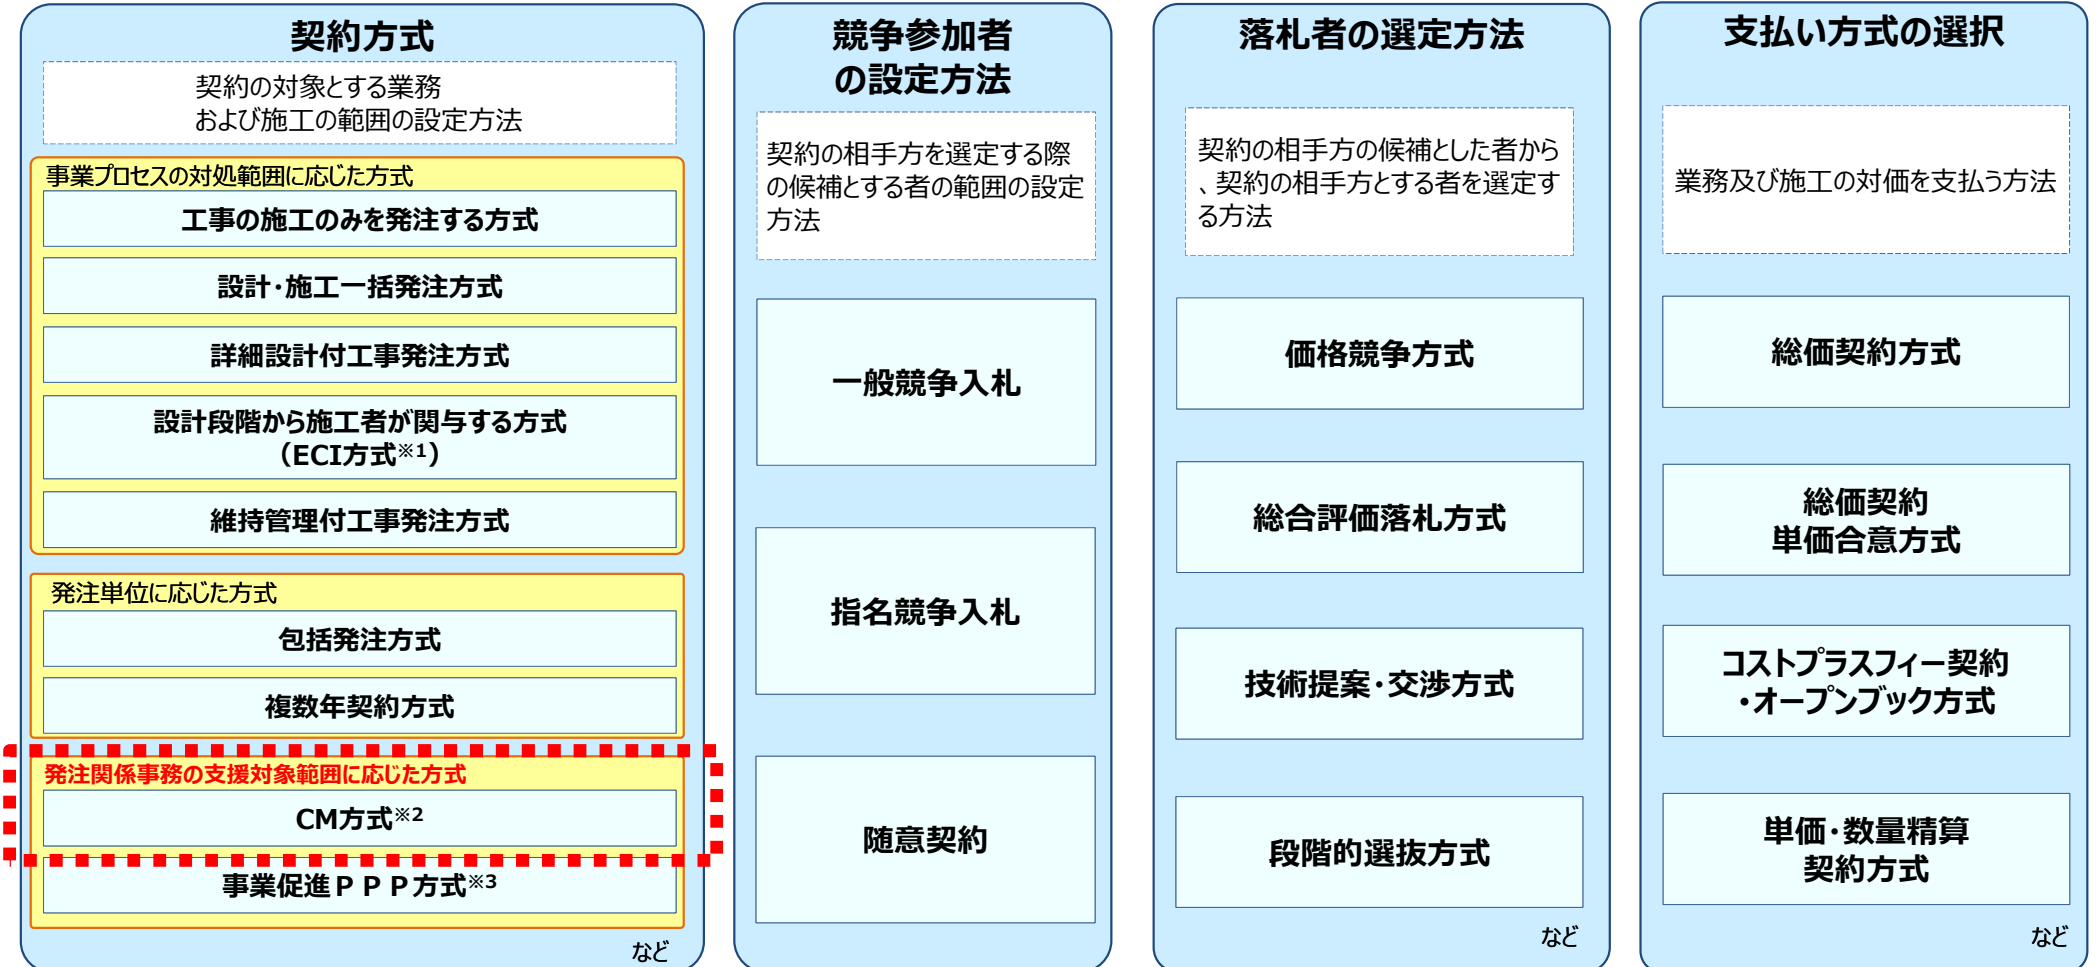 契約方式
契約の対象とする業務
および施工の範囲の設定方法
事業プロセスの対処範囲に応じた方式
工事の施工のみを発注する方式
設計・施工一括発注方式
詳細設計付工事発注方式
設計段階から施工者が関与する方式
（ECI方式※1）
維持管理付工事発注方式
発注単位に応じた方式
包括発注方式
複数年契約方式
発注関係事務の支援対象範囲に応じた方式
CM方式※2
事業促進ＰＰＰ方式※3
など
競争参加者
の設定方法
契約の相手方を選定する際
の候補とする者の範囲の設定
方法
一般競争入札
指名競争入札
随意契約
落札者の選定方法
契約の相手方の候補とした者から
、契約の相手方とする者を選定す
る方法
価格競争方式
総合評価落札方式
技術提案・交渉方式
段階的選抜方式
など
支払い方式の選択
業務及び施工の対価を支払う方法
総価契約方式
総価契約
単価合意方式
コストプラスフィー契約
・オープンブック方式
単価・数量精算
契約方式
など